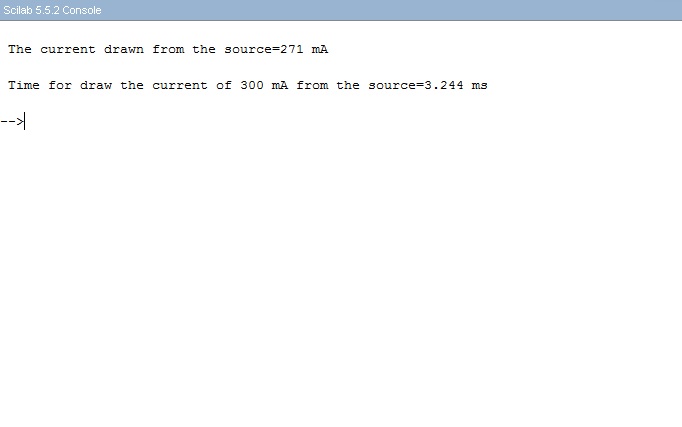 Scilab 5.5.2 Console
The current drawn from the source=271 mA
Time for draw the current of 300 mA from the source=3.244 ms
-->